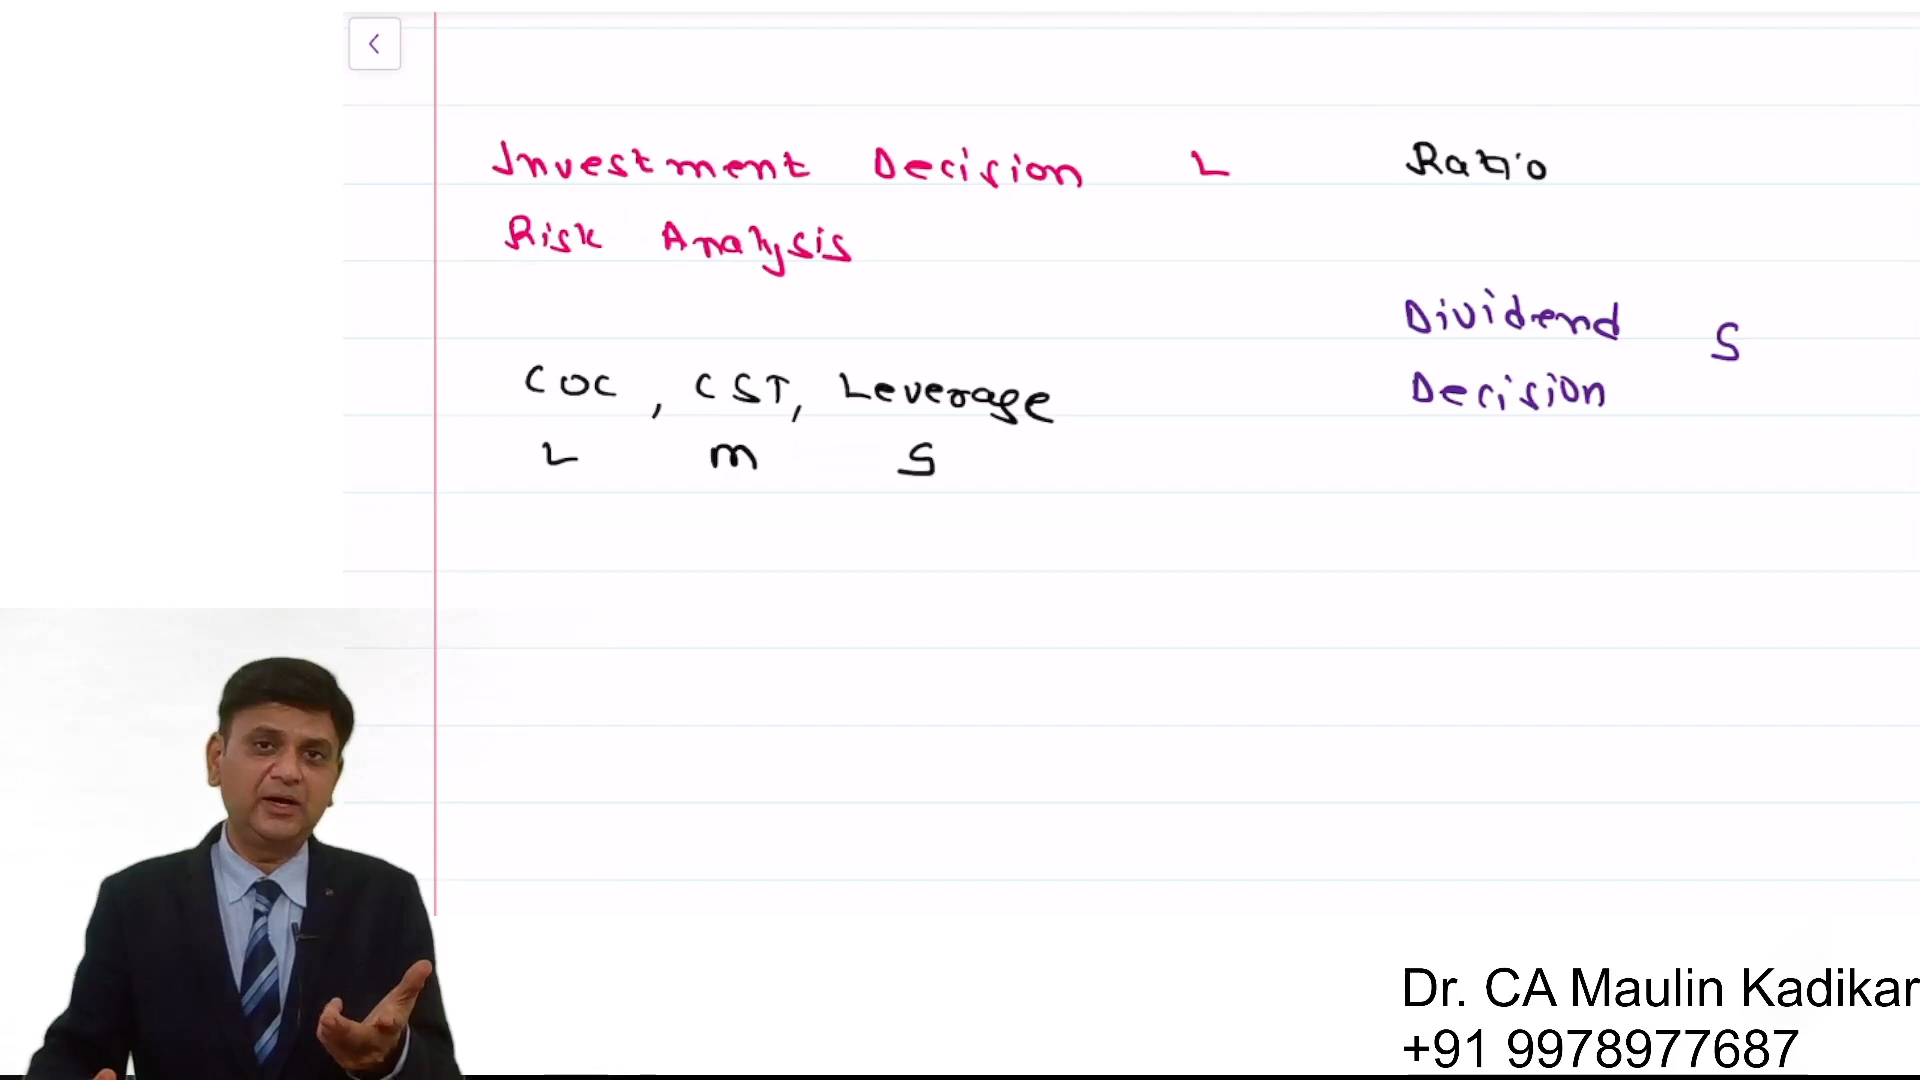 Investment Decision L Ratio
Risk Analysis
Dividend S
Decision
COC, CST, Leverage
L m S
Dr. CA Maulin Kadikar
+91 9978977687